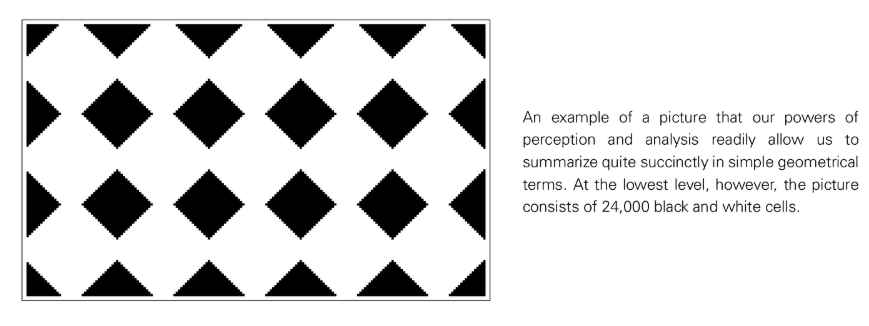 An example of a picture that our powers of
perception and analysis readily allow us to
summarize quite succinctly in simple geometrical
terms. At the lowest level, however, the picture
consists of 24,000 black and white cells.